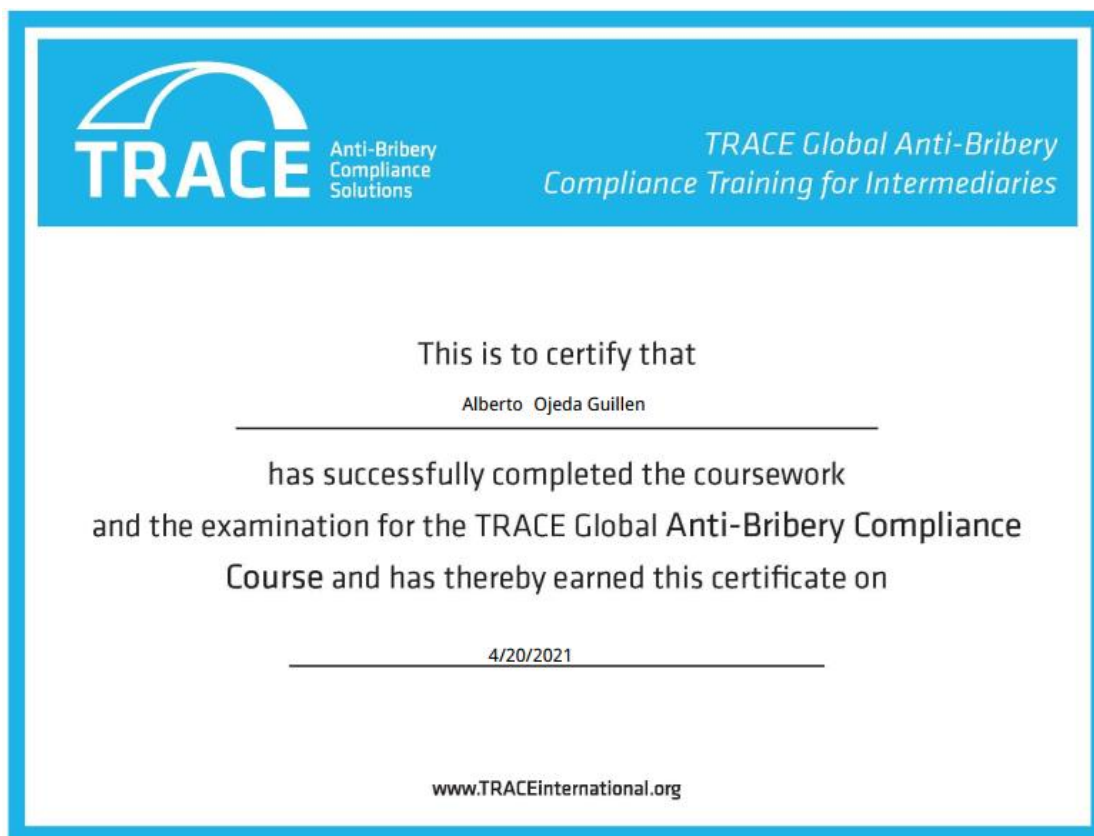 TRACE
Anti-Bribery
Compliance
Solutions
TRACE Global Anti-Bribery
Compliance Training for Intermediaries
This is to certify that
Alberto Ojeda Guillen
has successfully completed the coursework
and the examination for the TRACE Global Anti-Bribery Compliance
Course and has thereby earned this certificate on
4/20/2021
www.TRACEinternational.org